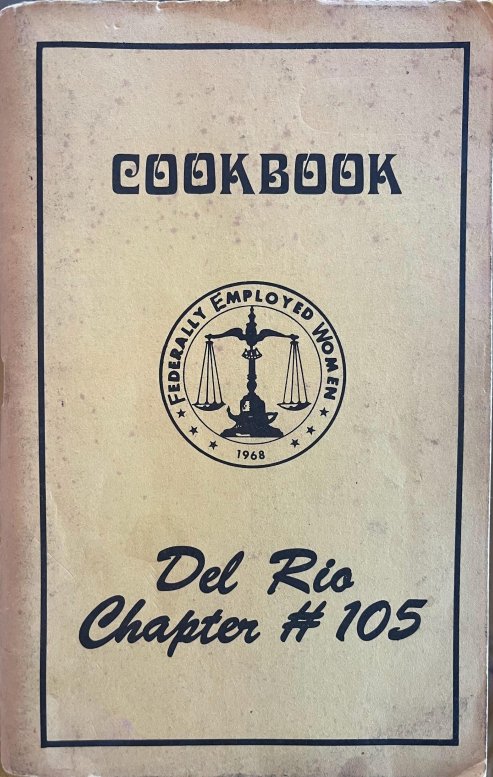 COOKBOOK
FEDERALLY EMPLOYED WOMEN
1968
Del Rio
Chapter # 105